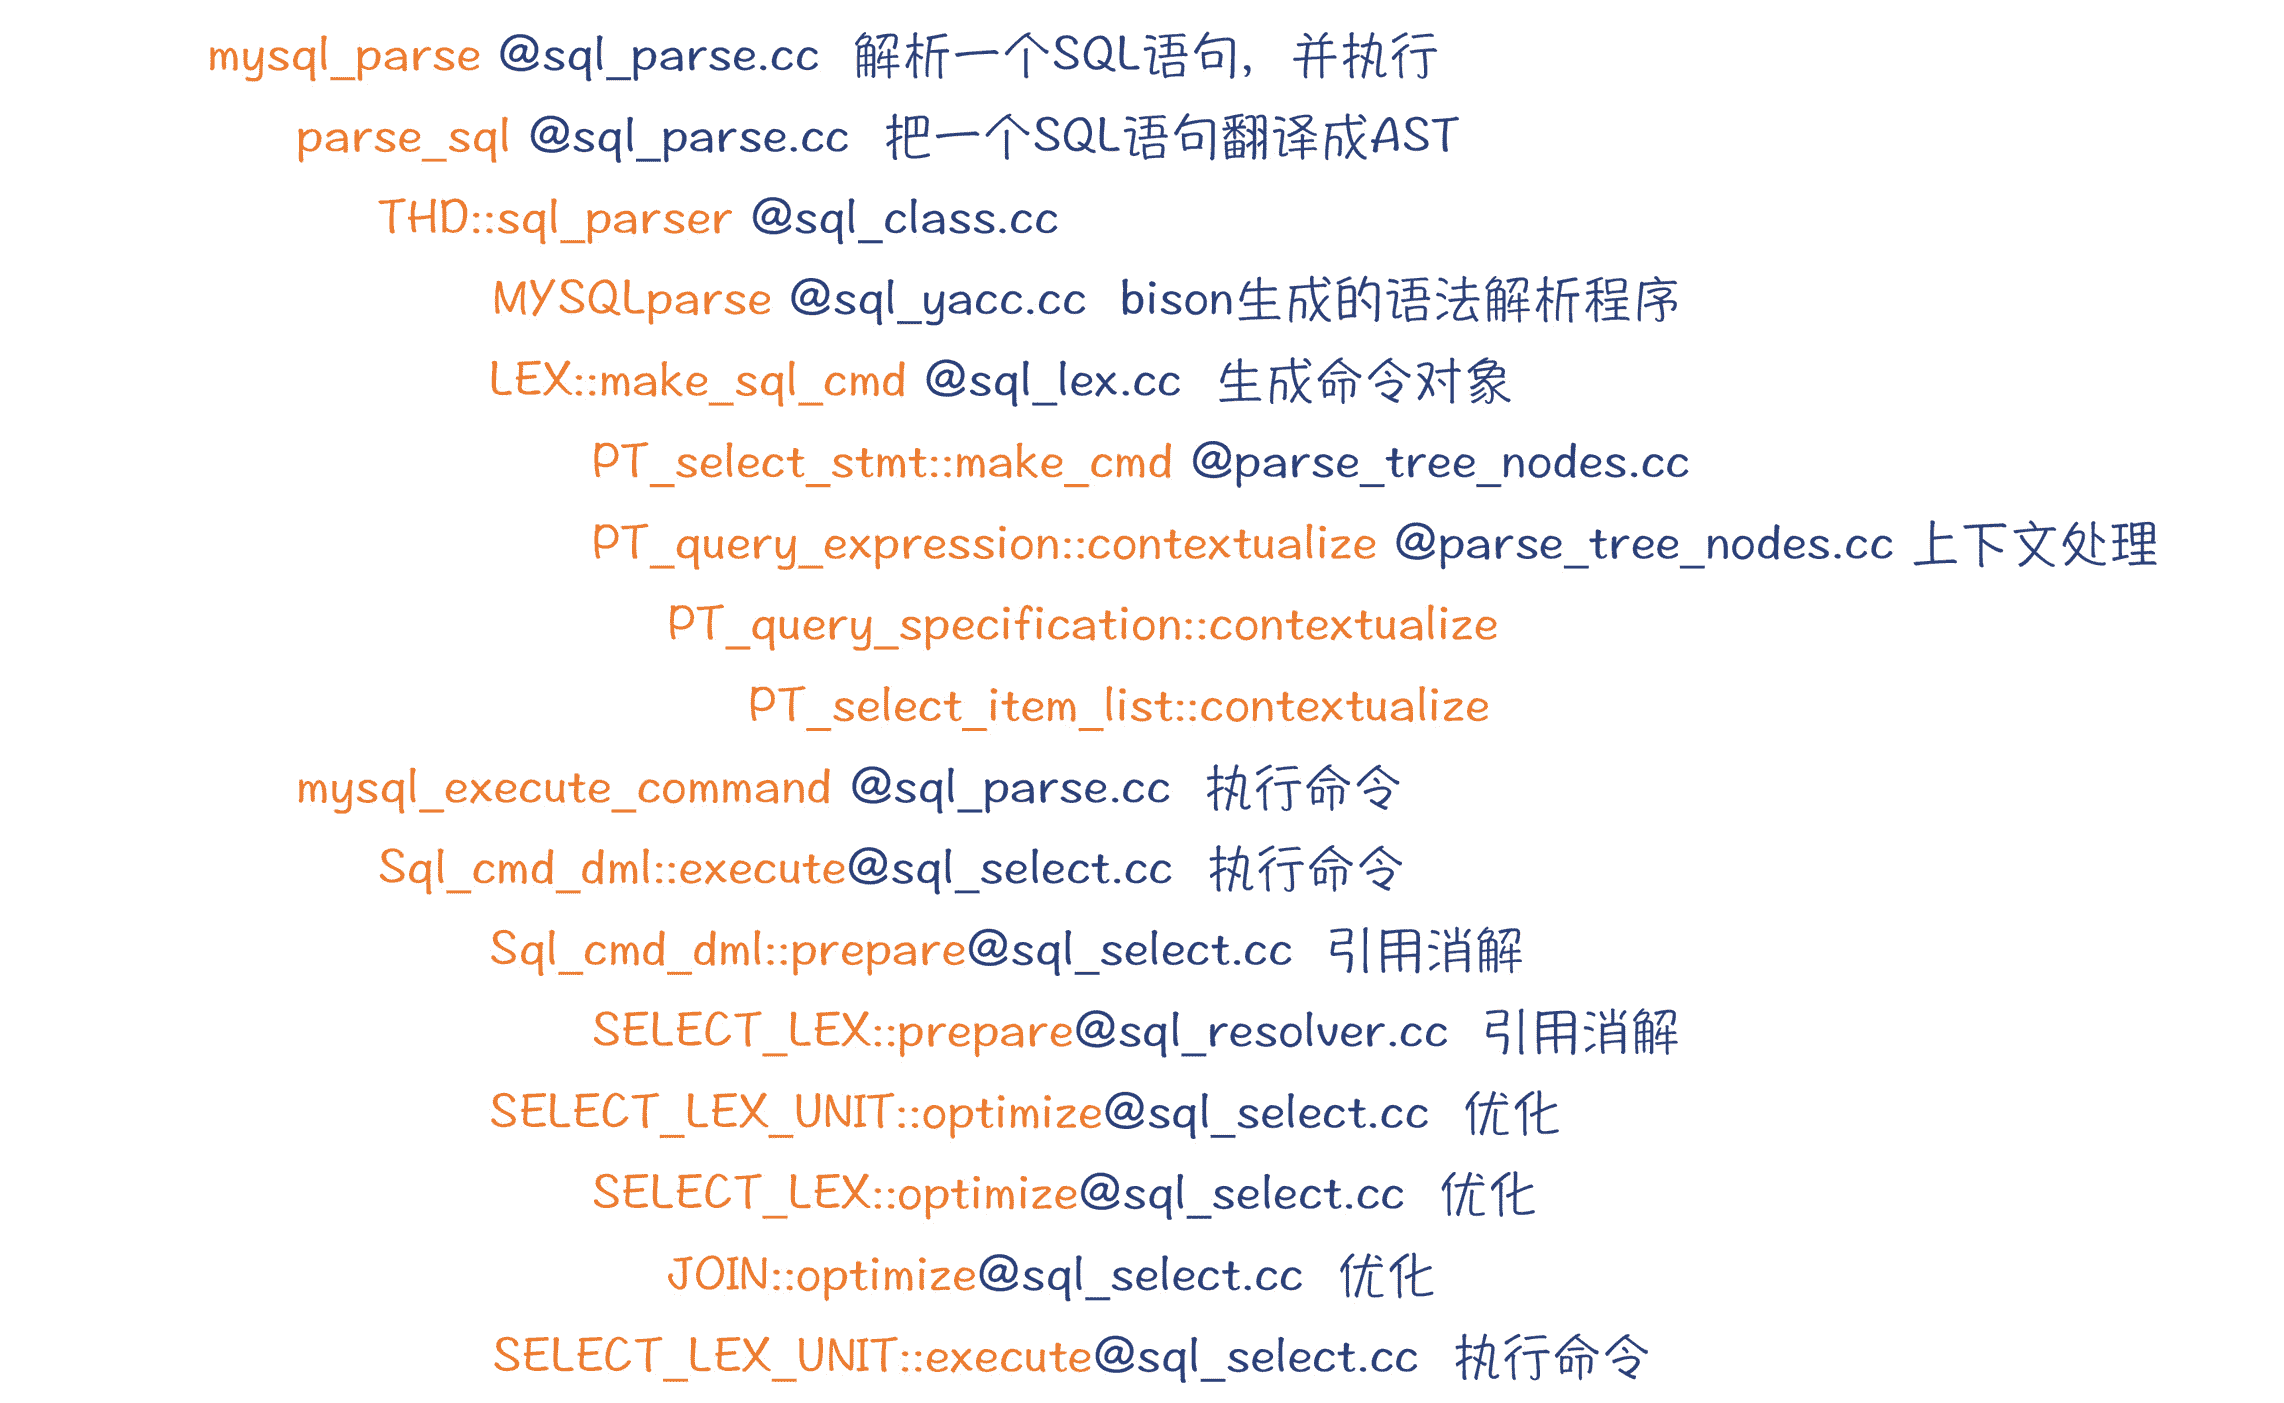 mysql_parse @sql_parse.cc 解析一个SQL语句，并执行
parse_sql @sql_parse.cc 把一个SQL语句翻译成AST
THD::sql_parser @sql_class.cc
MYSQLparse @sql_yacc.cc bison生成的语法解析程序
LEX::make_sql_cmd @sql_lex.cc 生成命令对象
PT_select_stmt::make_cmd @parse_tree_nodes.cc
PT_query_expression::contextualize @parse_tree_nodes.cc 上下文处理
PT_query_specification::contextualize
PT_select_item_list::contextualize
mysql_execute_command @sql_parse.cc 执行命令
Sql_cmd_dml::execute@sql_select.cc 执行命令
Sql_cmd_dml::prepare@sql_select.cc 引用消解
SELECT_LEX::prepare@sql_resolver.cc 引用消解
SELECT_LEX_UNIT::optimize@sql_select.cc 优化
SELECT_LEX::optimize@sql_select.cc 优化
JOIN::optimize@sql_select.cc 优化
SELECT_LEX_UNIT::execute@sql_select.cc 执行命令